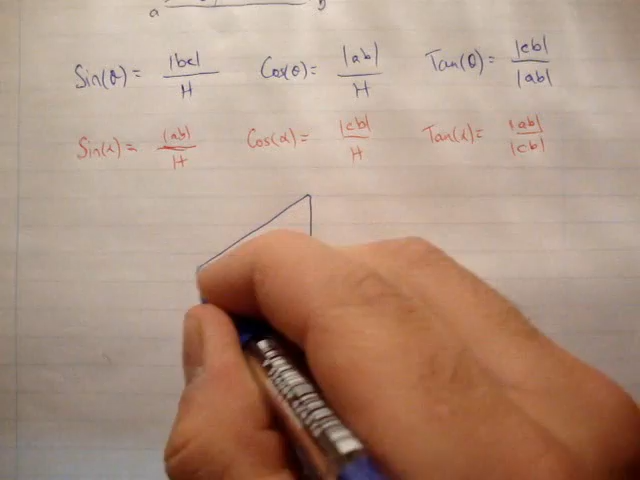 a b
Sin(θ) = |bc| / H Cos(θ) = |ab| / H Tan(θ) = |cb| / |ab|
Sin(α) = |ab| / H Cos(α) = |cb| / H Tan(α) = |ab| / |cb|